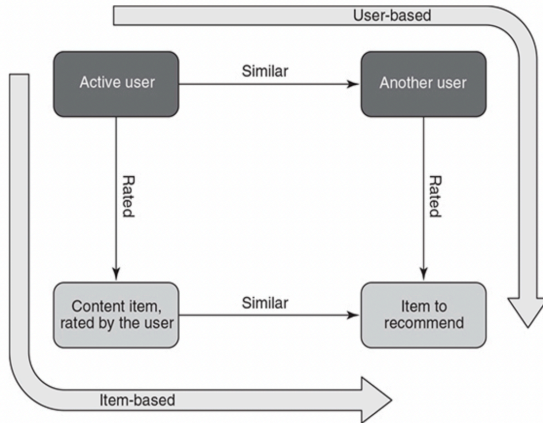 User-based
Similar
Active user
Another user
Rated
Rated
Content item,
rated by the user
Similar
Item to
recommend
Item-based